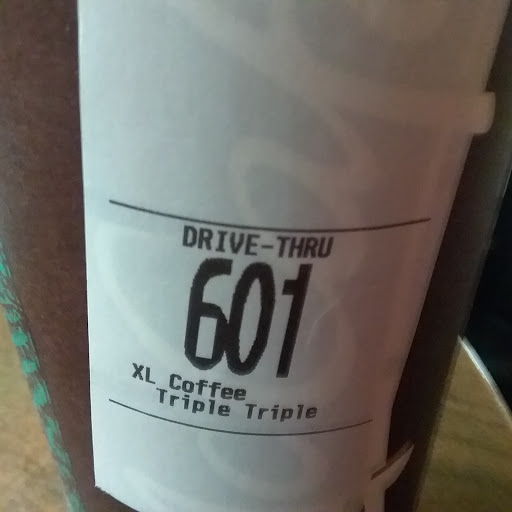 DRIVE-THRU
601
XL Coffee
Triple Triple